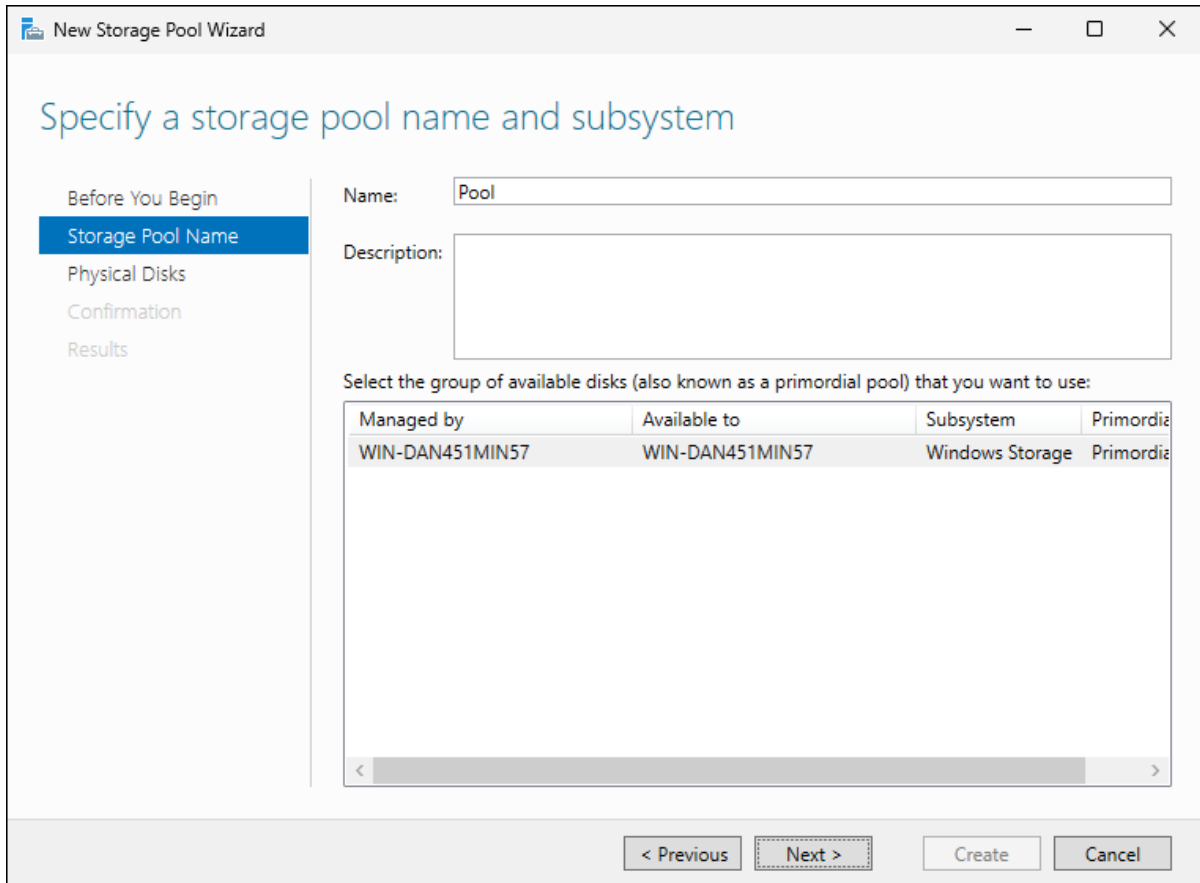 New Storage Pool Wizard
Specify a storage pool name and subsystem
Before You Begin
Storage Pool Name
Physical Disks
Confirmation
Results
Name: Pool
Description:
Select the group of available disks (also known as a primordial pool) that you want to use:
Managed by Available to Subsystem Primordia
WIN-DAN451MIN57 WIN-DAN451MIN57 Windows Storage Primordia
< Previous Next > Create Cancel